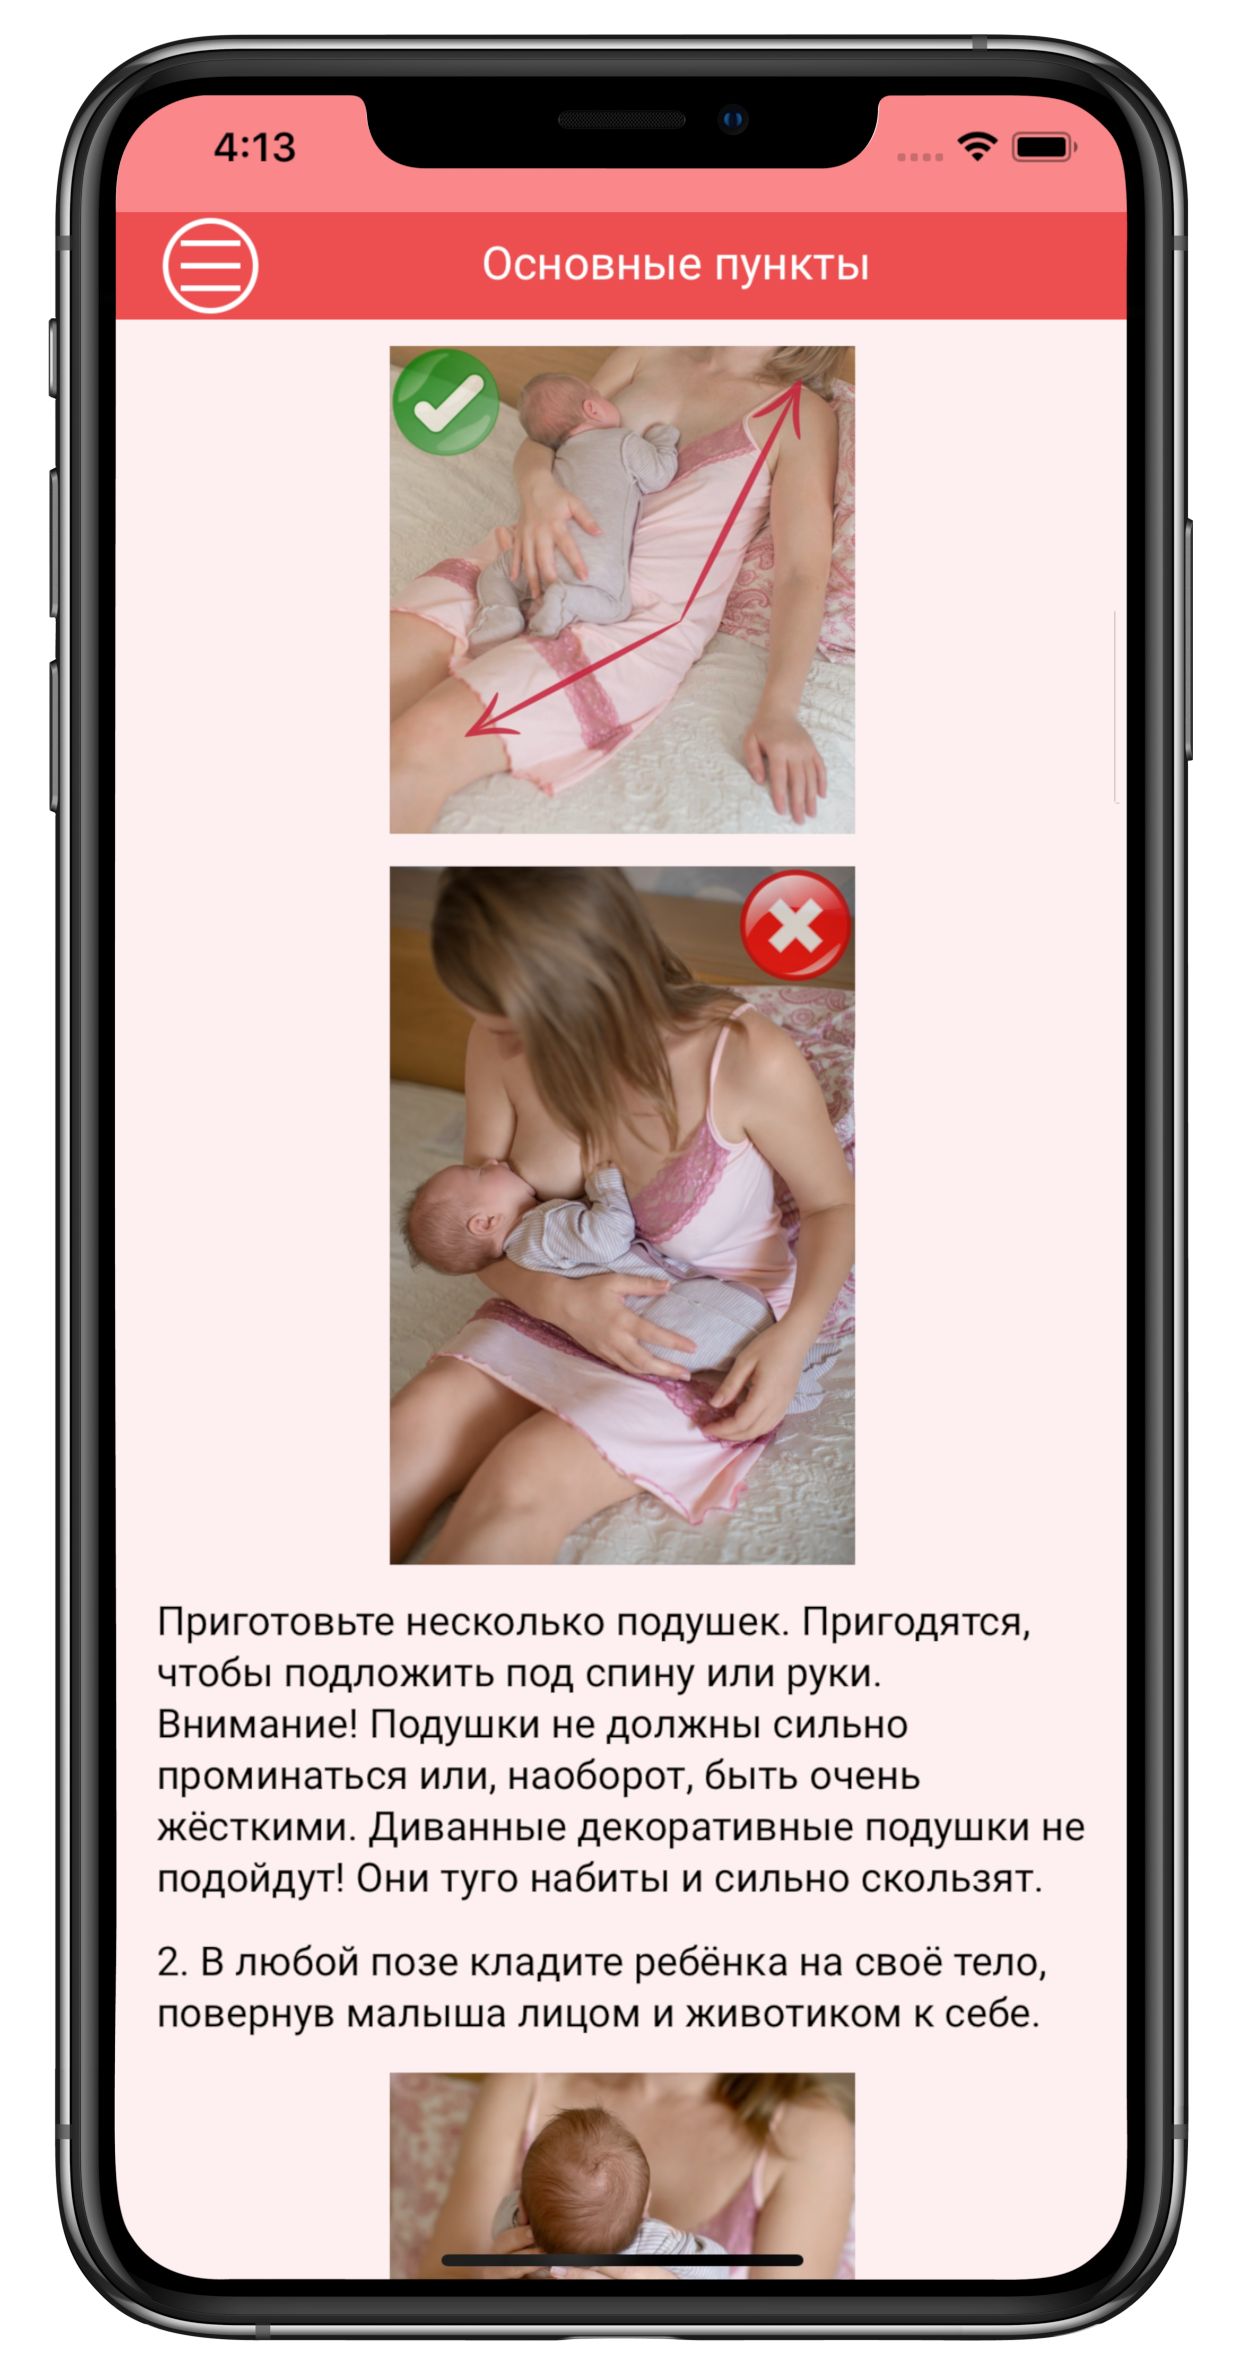 4:13
Основные пункты
Приготовьте несколько подушек. Пригодятся,
чтобы подложить под спину или руки.
Внимание! Подушки не должны сильно
проминаться или, наоборот, быть очень
жёсткими. Диванные декоративные подушки не
подойдут! Они туго набиты и сильно скользят.
2. В любой позе кладите ребёнка на своё тело,
повернув малыша лицом и животиком к себе.